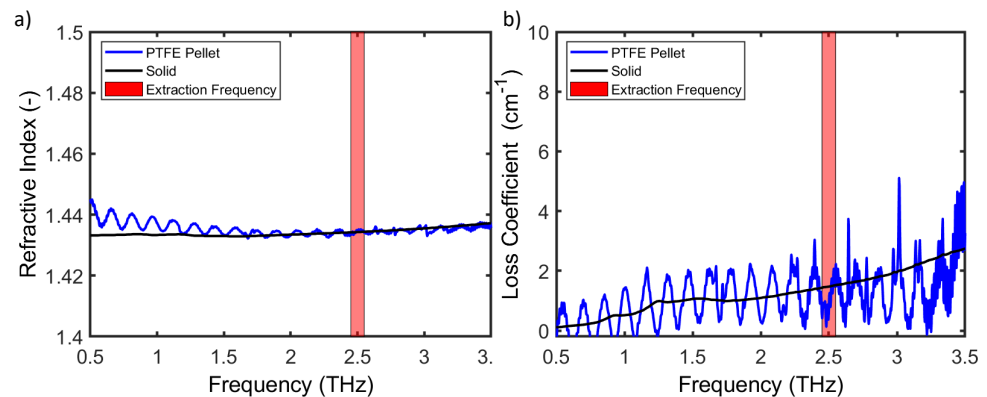 a)
Refractive Index (-)
1.5
1.48
1.46
1.44
1.42
1.4
PTFE Pellet
Solid
Extraction Frequency
0.5 1 1.5 2 2.5 3 3.
Frequency (THz)
b)
Loss Coefficient (cm⁻¹)
10
8
6
4
2
0
PTFE Pellet
Solid
Extraction Frequency
0.5 1 1.5 2 2.5 3 3.5
Frequency (THz)